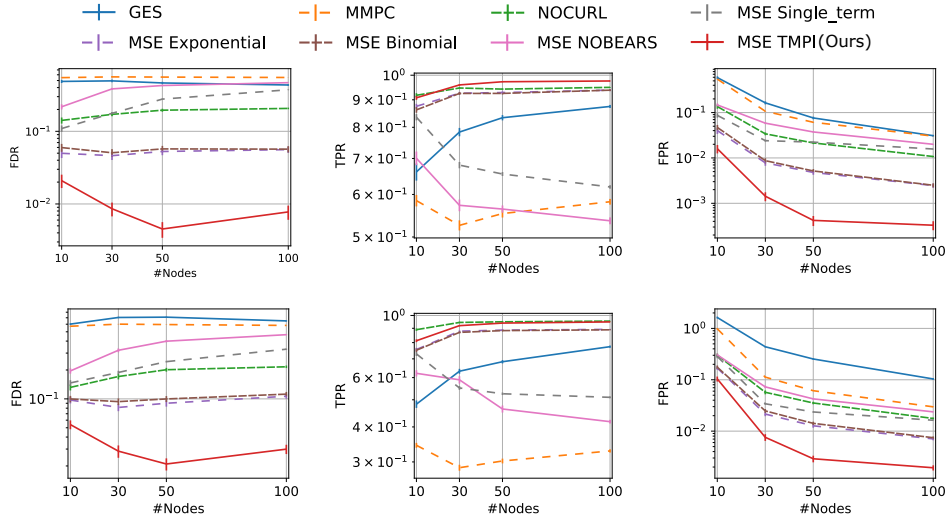 GES MMPC NOCURL MSE Single_term
MSE Exponential MSE Binomial MSE NOBEARS MSE TMPI(Ours)
10⁻¹
10⁻²
FDR
10 30 50 100
#Nodes
10⁰
9 × 10⁻¹
8 × 10⁻¹
7 × 10⁻¹
6 × 10⁻¹
5 × 10⁻¹
TPR
10 30 50 100
#Nodes
10⁻¹
10⁻²
10⁻³
FPR
10 30 50 100
#Nodes
10⁻¹
FDR
10 30 50 100
#Nodes
10⁰
6 × 10⁻¹
4 × 10⁻¹
3 × 10⁻¹
TPR
10 30 50 100
#Nodes
10⁰
10⁻¹
10⁻²
FPR
10 30 50 100
#Nodes